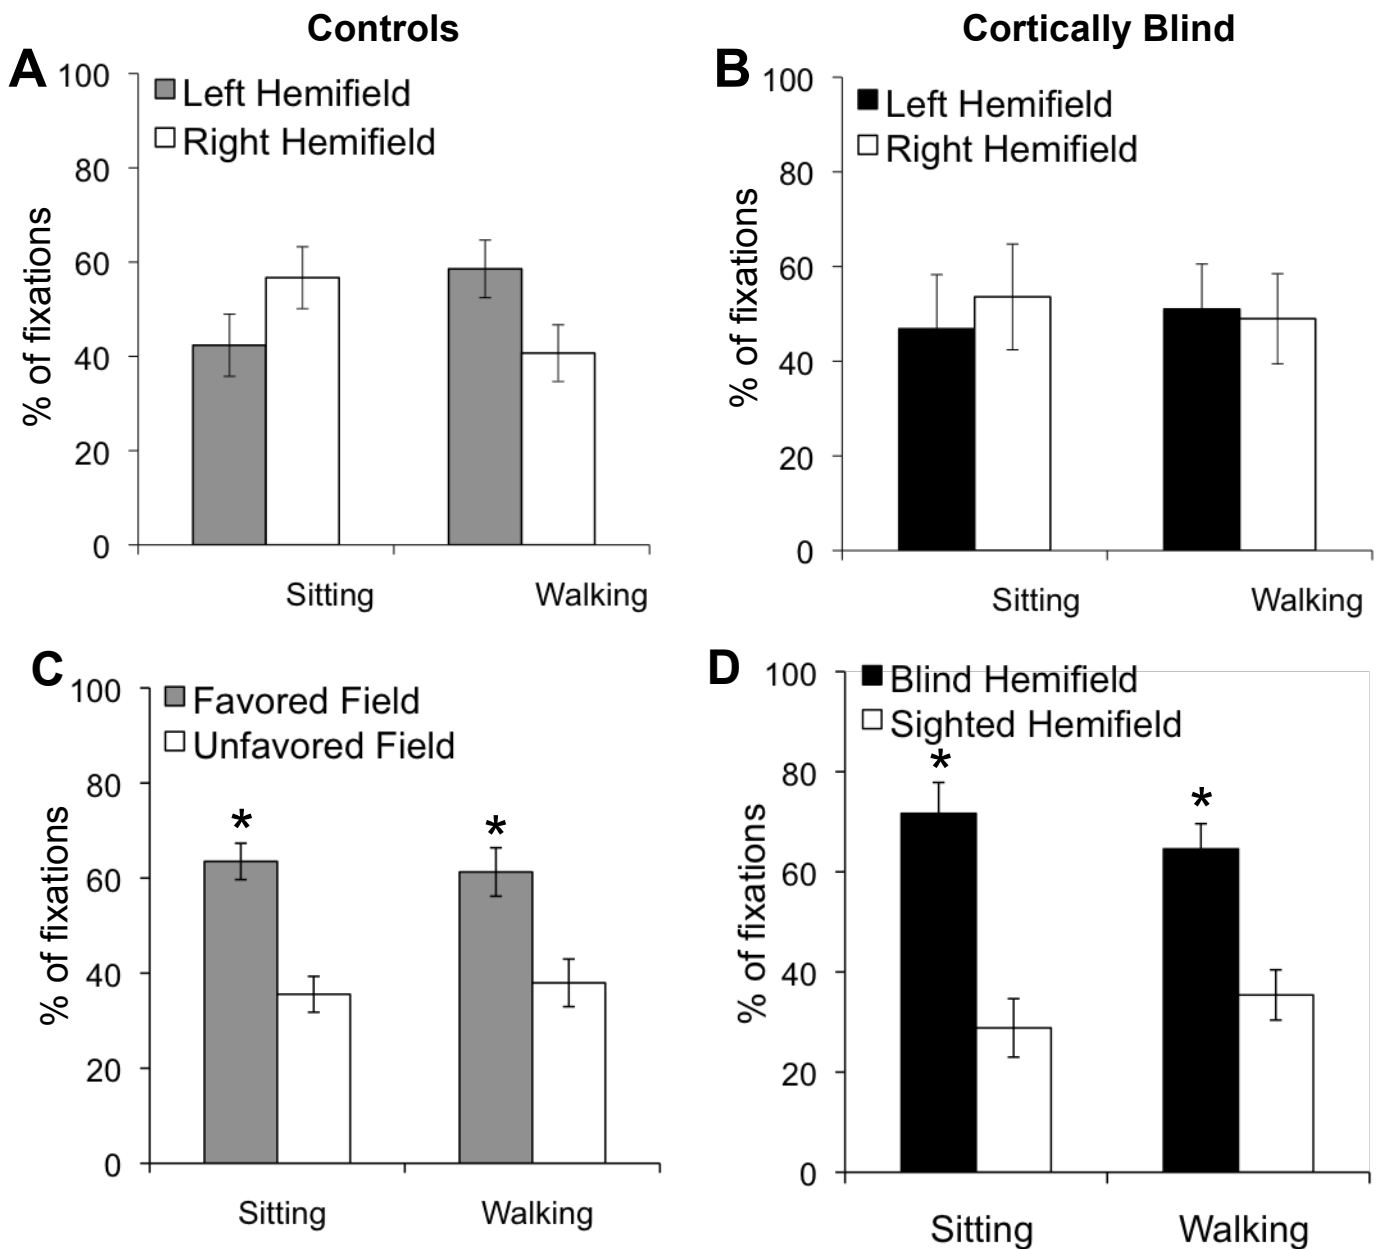 Controls
Cortically Blind
A
100
80
60
40
20
0
% of fixations
Left Hemifield
Right Hemifield
Sitting
Walking
B
100
80
60
40
20
0
% of fixations
Left Hemifield
Right Hemifield
Sitting
Walking
C
100
80
60
40
20
0
% of fixations
Favored Field
Unfavored Field
*
*
Sitting
Walking
D
100
80
60
40
20
0
% of fixations
Blind Hemifield
Sighted Hemifield
*
*
Sitting
Walking